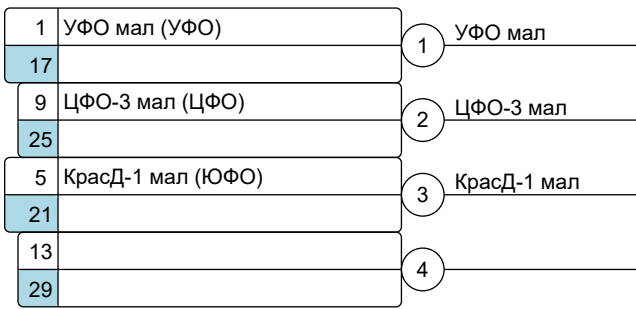 1 УФО мал (УФО)
17
1 УФО мал
9 ЦФО-3 мал (ЦФО)
25
2 ЦФО-3 мал
5 КрасД-1 мал (ЮФО)
21
3 КрасД-1 мал
13
29
4